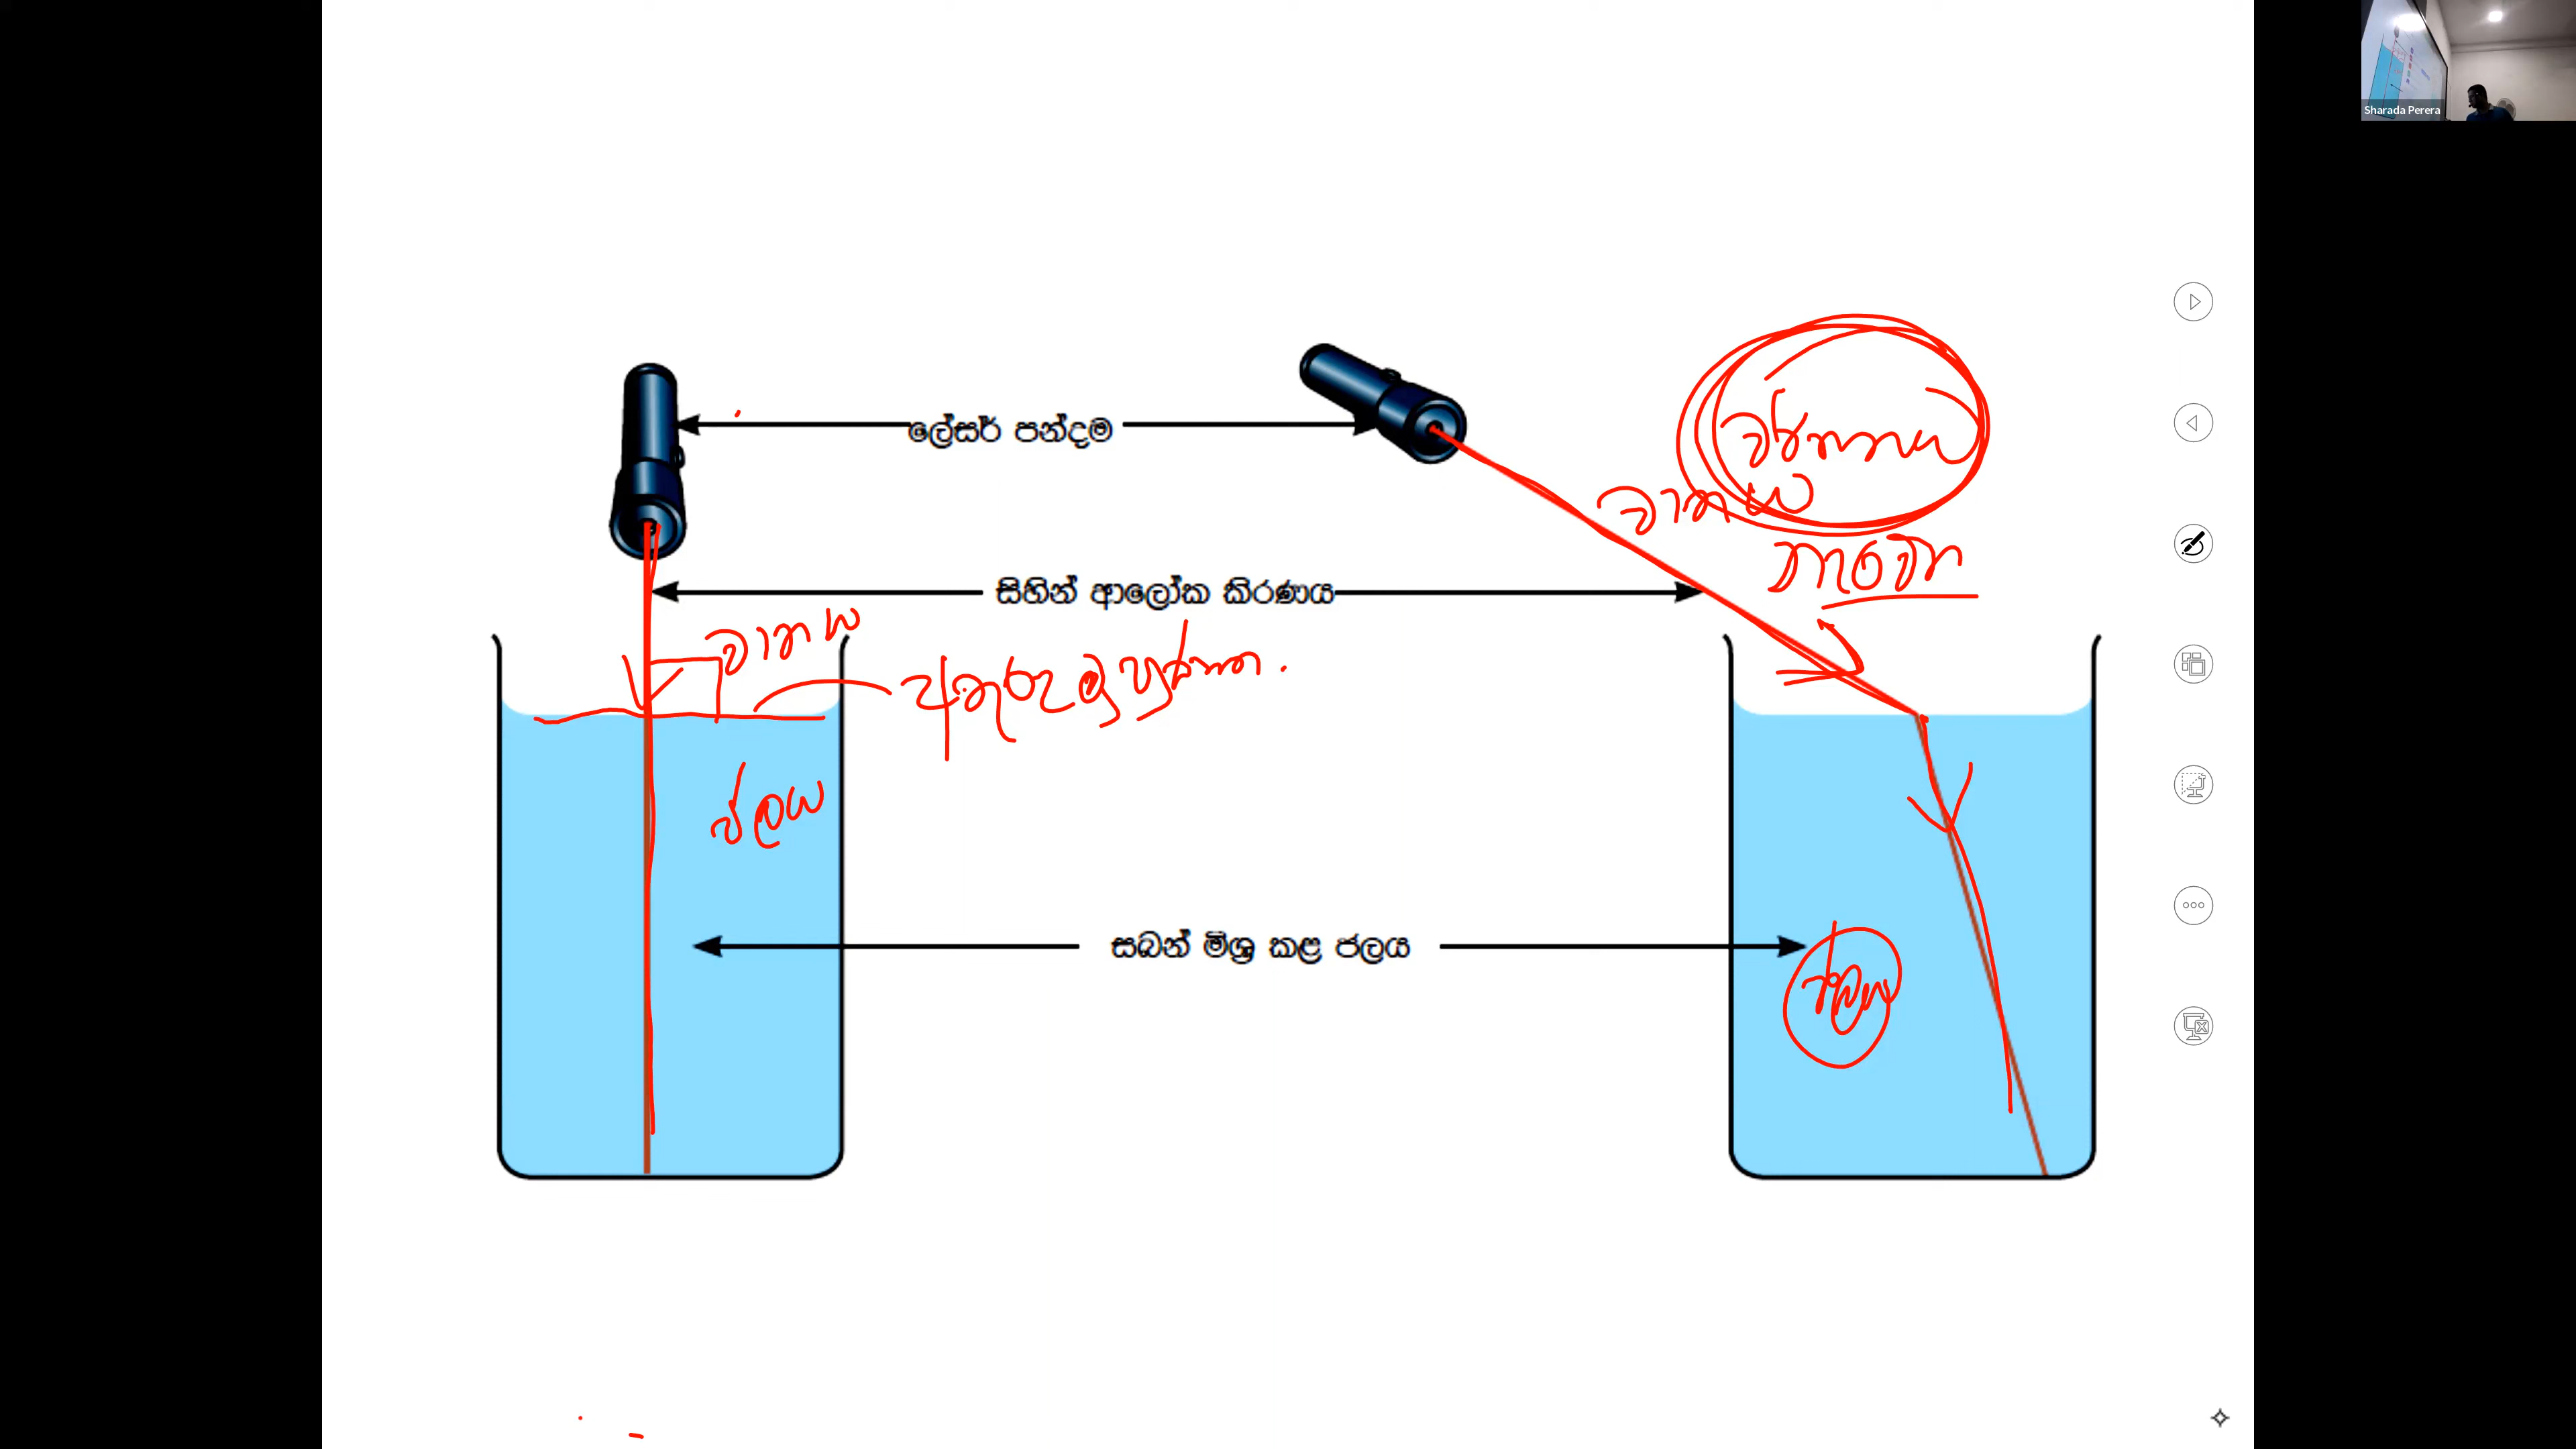 Sharada Perera
ලේසර් පන්දම
වර්තනය
වාතය
සිහින් ආලෝක කිරණය
වාතය
අතුරු මුහුණත.
ජලය
සබන් මිශ්‍ර කළ ජලය
ජලය